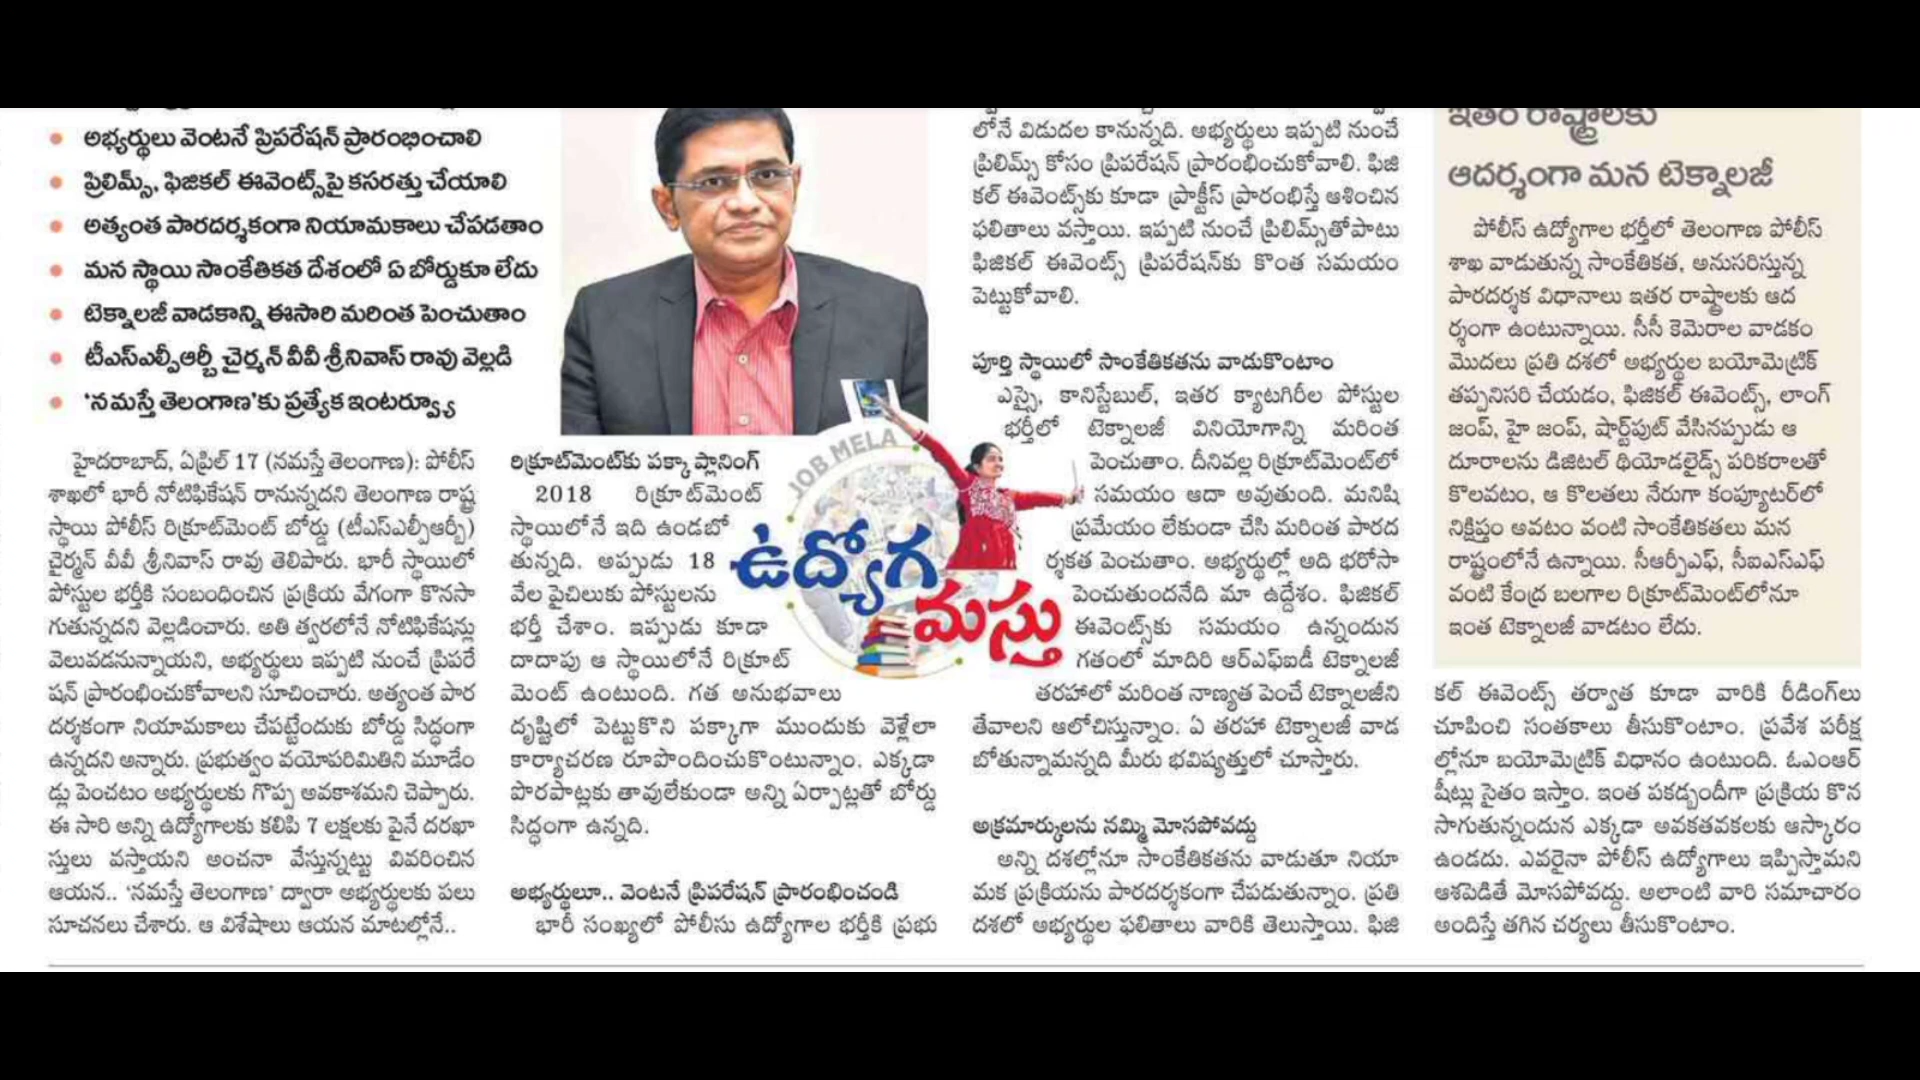 అభ్యర్థులు వెంటనే ప్రిపరేషన్ ప్రారంభించాలి
ప్రిలిమ్స్, ఫిజికల్ ఈవెంట్స్‌పై కసరత్తు చేయాలి
అత్యంత పారదర్శకంగా నియామకాలు చేపడతాం
మన స్థాయి సాంకేతికత దేశంలో ఏ బోర్డుకూ లేదు
టెక్నాలజీ వాడకాన్ని ఈసారి మరింత పెంచుతాం
టీఎస్ఎల్పీఆర్బీ చైర్మన్ వీవీ శ్రీనివాస్ రావు వెల్లడి
‘నమస్తే తెలంగాణ’కు ప్రత్యేక ఇంటర్వ్యూ
హైదరాబాద్, ఏప్రిల్ 17 (నమస్తే తెలంగాణ): పోలీస్
శాఖలో భారీ నోటిఫికేషన్ రానున్నదని తెలంగాణ రాష్ట్ర
స్థాయి పోలీస్ రిక్రూట్‌మెంట్ బోర్డు (టీఎస్ఎల్పీఆర్బీ)
చైర్మన్ వీవీ శ్రీనివాస్ రావు తెలిపారు. భారీ స్థాయిలో
పోస్టుల భర్తీకి సంబంధించిన ప్రక్రియ వేగంగా కొనసా
గుతున్నదని వెల్లడించారు. అతి త్వరలోనే నోటిఫికేషన్లు
వెలువడనున్నాయని, అభ్యర్థులు ఇప్పటి నుంచే ప్రిపరే
షన్ ప్రారంభించుకోవాలని సూచించారు. అత్యంత పార
దర్శకంగా నియామకాలు చేపట్టేందుకు బోర్డు సిద్ధంగా
ఉన్నదని అన్నారు. ప్రభుత్వం వయోపరిమితిని మూడేం
డ్లు పెంచటం అభ్యర్థులకు గొప్ప అవకాశమని చెప్పారు.
ఈ సారి అన్ని ఉద్యోగాలకు కలిపి 7 లక్షలకు పైనే దరఖా
స్తులు వస్తాయని అంచనా వేస్తున్నట్టు వివరించిన
ఆయన.. ‘నమస్తే తెలంగాణ’ ద్వారా అభ్యర్థులకు పలు
సూచనలు చేశారు. ఆ విశేషాలు ఆయన మాటల్లోనే..
రిక్రూట్‌మెంట్‌కు పక్కా ప్లానింగ్
2018 రిక్రూట్‌మెంట్
స్థాయిలోనే ఇది ఉండబో
తున్నది. అప్పుడు 18
వేల పైచిలుకు పోస్టులను
భర్తీ చేశాం. ఇప్పుడు కూడా
దాదాపు ఆ స్థాయిలోనే రిక్రూట్
మెంట్ ఉంటుంది. గత అనుభవాలు
దృష్టిలో పెట్టుకొని పక్కాగా ముందుకు వెళ్లేలా
కార్యాచరణ రూపొందించుకొంటున్నాం. ఎక్కడా
పొరపాట్లకు తావులేకుండా అన్ని ఏర్పాట్లతో బోర్డు
సిద్ధంగా ఉన్నది.
అభ్యర్థులూ.. వెంటనే ప్రిపరేషన్ ప్రారంభించండి
భారీ సంఖ్యలో పోలీసు ఉద్యోగాల భర్తీకి ప్రభు
JOB MELA
ఉద్యోగ
మస్తు
లోనే విడుదల కానున్నది. అభ్యర్థులు ఇప్పటి నుంచే
ప్రిలిమ్స్ కోసం ప్రిపరేషన్ ప్రారంభించుకోవాలి. ఫిజి
కల్ ఈవెంట్స్‌కు కూడా ప్రాక్టీస్ ప్రారంభిస్తే ఆశించిన
ఫలితాలు వస్తాయి. ఇప్పటి నుంచే ప్రిలిమ్స్‌తోపాటు
ఫిజికల్ ఈవెంట్స్ ప్రిపరేషన్‌కు కొంత సమయం
పెట్టుకోవాలి.
పూర్తి స్థాయిలో సాంకేతికతను వాడుకొంటాం
ఎస్సై, కానిస్టేబుల్, ఇతర క్యాటగిరీల పోస్టుల
భర్తీలో టెక్నాలజీ వినియోగాన్ని మరింత
పెంచుతాం. దీనివల్ల రిక్రూట్‌మెంట్‌లో
సమయం ఆదా అవుతుంది. మనిషి
ప్రమేయం లేకుండా చేసి మరింత పారద
ర్శకత పెంచుతాం. అభ్యర్థుల్లో అది భరోసా
పెంచుతుందనేది మా ఉద్దేశం. ఫిజికల్
ఈవెంట్స్‌కు సమయం ఉన్నందున
గతంలో మాదిరి ఆర్ఎఫ్ఐడీ టెక్నాలజీ
తరహాలో మరింత నాణ్యత పెంచే టెక్నాలజీని
తేవాలని ఆలోచిస్తున్నాం. ఏ తరహా టెక్నాలజీ వాడ
బోతున్నామన్నది మీరు భవిష్యత్తులో చూస్తారు.
అక్రమార్కులను నమ్మి మోసపోవద్దు
అన్ని దశల్లోనూ సాంకేతికతను వాడుతూ నియా
మక ప్రక్రియను పారదర్శకంగా చేపడుతున్నాం. ప్రతి
దశలో అభ్యర్థుల ఫలితాలు వారికి తెలుస్తాయి. ఫిజి
ఇతర రాష్ట్రాలకు
ఆదర్శంగా మన టెక్నాలజీ
పోలీస్ ఉద్యోగాల భర్తీలో తెలంగాణ పోలీస్
శాఖ వాడుతున్న సాంకేతికత, అనుసరిస్తున్న
పారదర్శక విధానాలు ఇతర రాష్ట్రాలకు ఆద
ర్శంగా ఉంటున్నాయి. సీసీ కెమెరాల వాడకం
మొదలు ప్రతి దశలో అభ్యర్థుల బయోమెట్రిక్
తప్పనిసరి చేయడం, ఫిజికల్ ఈవెంట్స్, లాంగ్
జంప్, హై జంప్, షార్ట్‌పుట్ వేసినప్పుడు ఆ
దూరాలను డిజిటల్ థియోడలైడ్స్ పరికరాలతో
కొలవటం, ఆ కొలతలు నేరుగా కంప్యూటర్‌లో
నిక్షిప్తం అవటం వంటి సాంకేతికతలు మన
రాష్ట్రంలోనే ఉన్నాయి. సీఆర్పీఎఫ్, సీఐఎస్ఎఫ్
వంటి కేంద్ర బలగాల రిక్రూట్‌మెంట్‌లోనూ
ఇంత టెక్నాలజీ వాడటం లేదు.
కల్ ఈవెంట్స్ తర్వాత కూడా వారికి రీడింగ్‌లు
చూపించి సంతకాలు తీసుకొంటాం. ప్రవేశ పరీక్ష
ల్లోనూ బయోమెట్రిక్ విధానం ఉంటుంది. ఓఎంఆర్
షీట్లు సైతం ఇస్తాం. ఇంత పకడ్బందీగా ప్రక్రియ కొన
సాగుతున్నందున ఎక్కడా అవకతవకలకు ఆస్కారం
ఉండదు. ఎవరైనా పోలీస్ ఉద్యోగాలు ఇప్పిస్తామని
ఆశపెడితే మోసపోవద్దు. అలాంటి వారి సమాచారం
అందిస్తే తగిన చర్యలు తీసుకొంటాం.